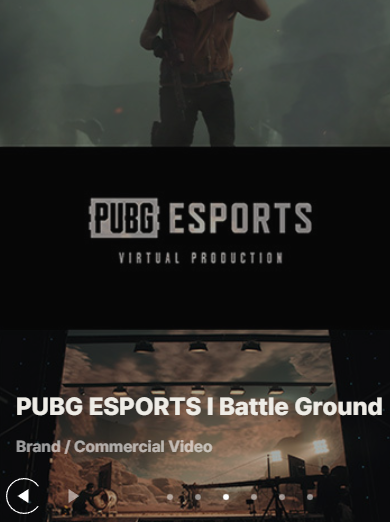 PUBG ESPORTS
VIRTUAL PRODUCTION
PUBG ESPORTS l Battle Ground
Brand / Commercial Video